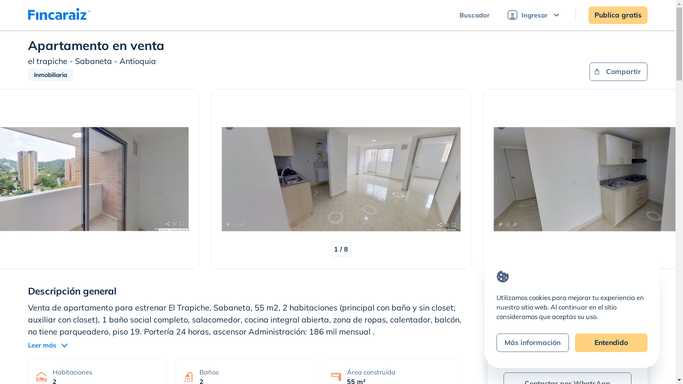 Fincaraiz
Buscador
Ingresar
Publica gratis
Apartamento en venta
el trapiche - Sabaneta - Antioquia
Inmobiliaria
Compartir
1 / 8
Descripción general
Venta de apartamento para estrenar El Trapiche, Sabaneta, 55 m2, 2 habitaciones (principal con baña y sin closet;
auxiliar con closet), 1 baño social completo, salacomedor, cocina integral abierta, zona de ropas, calentador, balcón,
na tiene parqueadero, piso 19. Portería 24 horas, ascensor Administración: 186 mil mensual .
Leer más
Habitaciones
2
Baños
2
Área construida
55 m²
Utilizamos cookies para mejorar tu experiencia en
nuestro sitio web. Al continuar en el sitio
consideramos que aceptas su uso.
Más información
Entendido
Contactar por WhatsApp